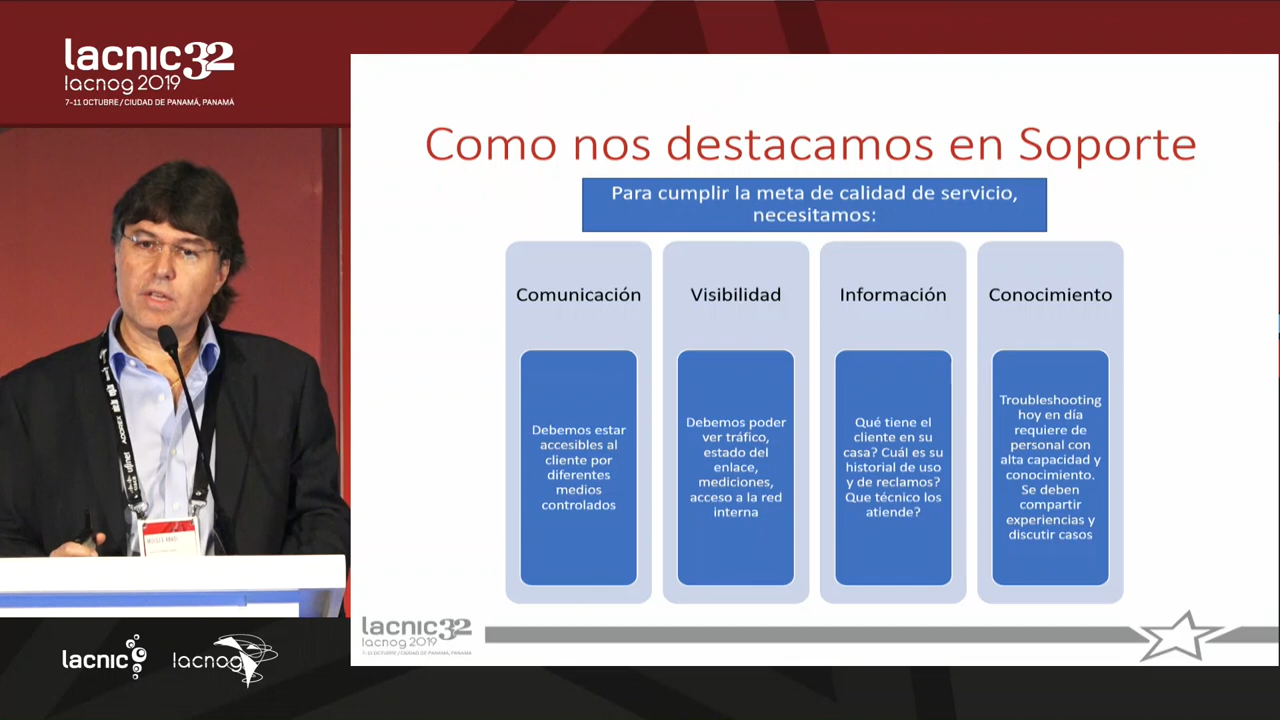 lacnic 32
lacnog 2019
7-11 OCTUBRE / CIUDAD DE PANAMÁ, PANAMÁ
Como nos destacamos en Soporte
Para cumplir la meta de calidad de servicio,
necesitamos:
Comunicación
Debemos estar
accesibles al
cliente por
diferentes
medios
controlados
Visibilidad
Debemos poder
ver tráfico,
estado del
enlace,
mediciones,
acceso a la red
interna
Información
Qué tiene el
cliente en su
casa? Cuál es su
historial de uso
y de reclamos?
Que técnico los
atiende?
Conocimiento
Troubleshooting
hoy en día
requiere de
personal con
alta capacidad y
conocimiento.
Se deben
compartir
experiencias y
discutir casos
lacnic 32
lacnog 2019
7-11 OCTUBRE / CIUDAD DE PANAMÁ, PANAMÁ
lacnic
lacnog